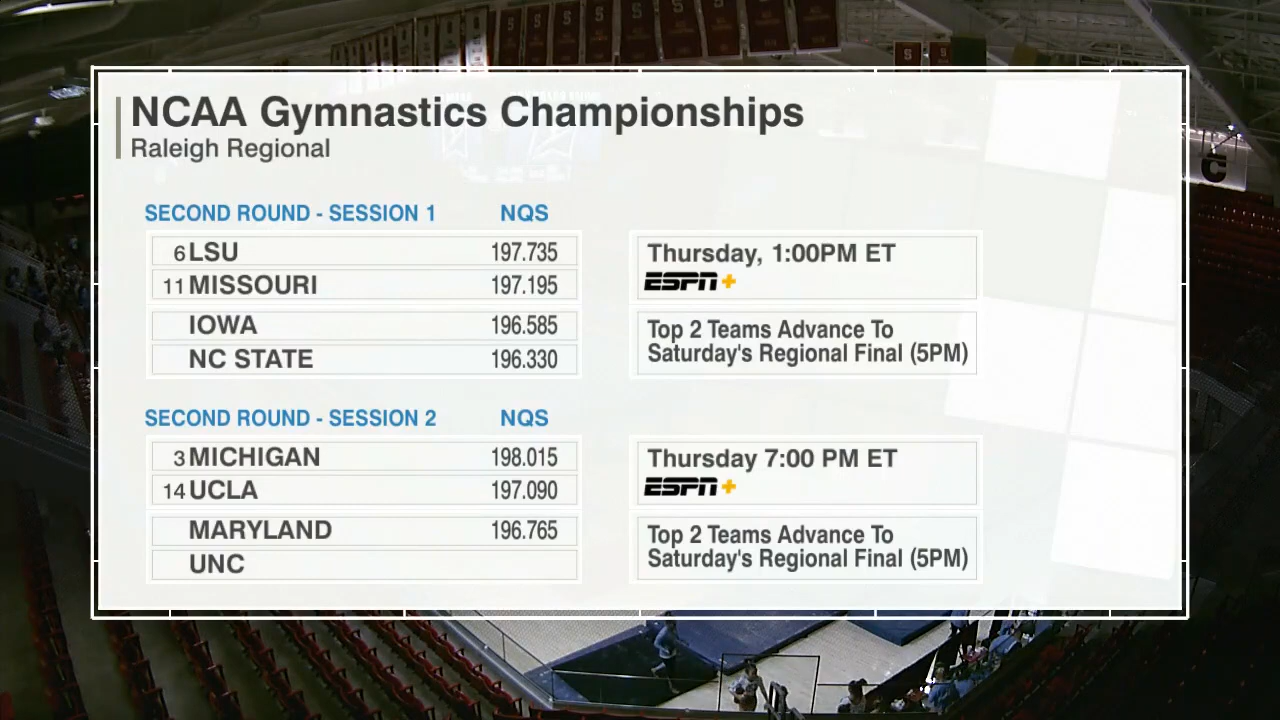 NCAA Gymnastics Championships
Raleigh Regional
SECOND ROUND - SESSION 1 NQS
6 LSU 197.735
11 MISSOURI 197.195
IOWA 196.585
NC STATE 196.330
Thursday, 1:00PM ET
ESPN+
Top 2 Teams Advance To
Saturday's Regional Final (5PM)
SECOND ROUND - SESSION 2 NQS
3 MICHIGAN 198.015
14 UCLA 197.090
MARYLAND 196.765
UNC
Thursday 7:00 PM ET
ESPN+
Top 2 Teams Advance To
Saturday's Regional Final (5PM)